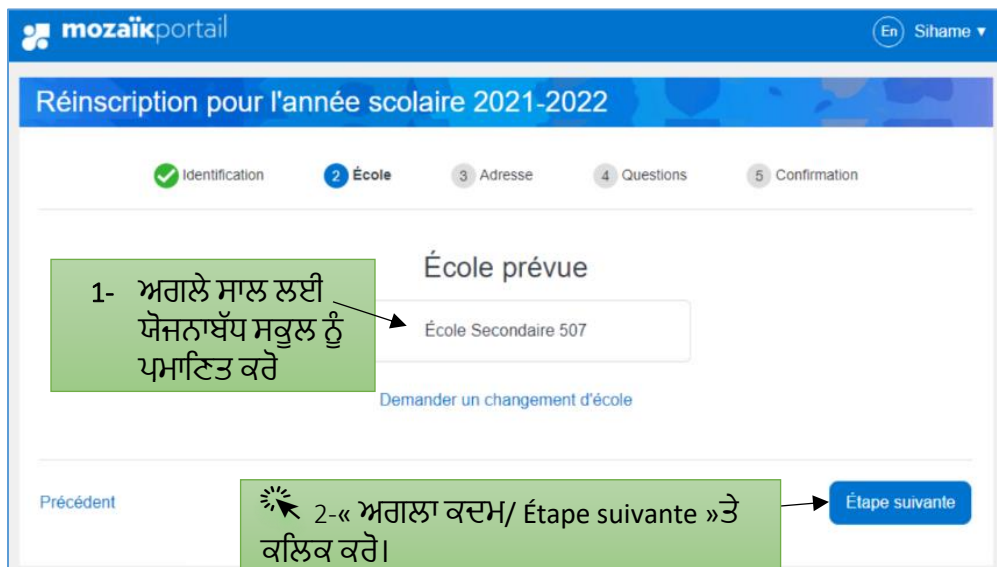 mozaïkportail
En Sihame ▾
Réinscription pour l'année scolaire 2021-2022
Identification 2 École 3 Adresse 4 Questions 5 Confirmation
École prévue
1- ਅਗਲੇ ਸਾਲ ਲਈ
ਯੋਜਨਾਬੱਧ ਸਕੂਲ ਨੂੰ
ਪਮਾਣਿਤ ਕਰੋ
École Secondaire 507
Demander un changement d'école
Précédent
2-« ਅਗਲਾ ਕਦਮ/ Étape suivante »ਤੇ
ਕਲਿਕ ਕਰੋ।
Étape suivante